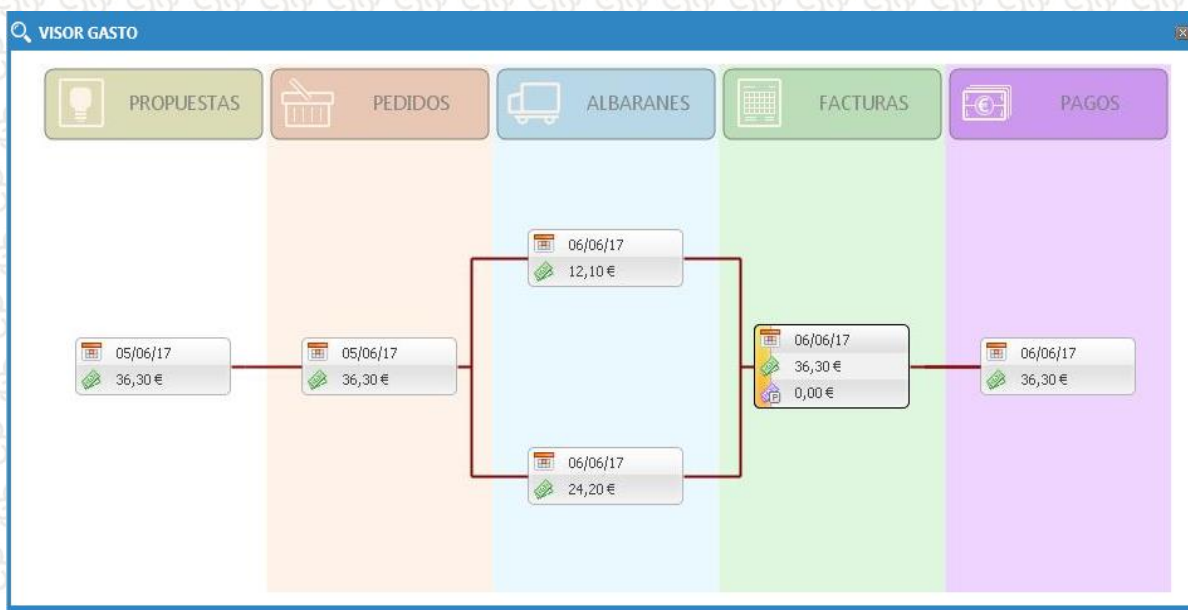 VISOR GASTO
PROPUESTAS
PEDIDOS
ALBARANES
FACTURAS
PAGOS
05/06/17
36,30 €
05/06/17
36,30 €
06/06/17
12,10 €
06/06/17
24,20 €
06/06/17
36,30 €
P
0,00 €
06/06/17
36,30 €